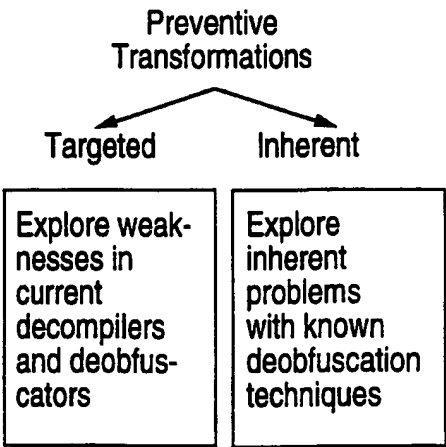 Preventive
Transformations
Targeted
Inherent
Explore weak-
nesses in
current
decompilers
and deobfus-
cators
Explore
inherent
problems
with known
deobfuscation
techniques